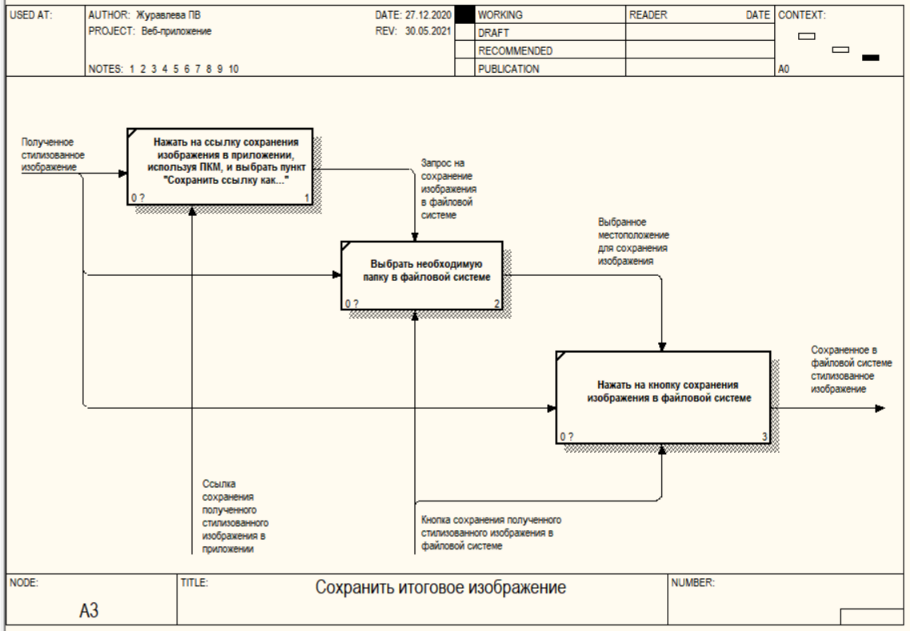 USED AT:
AUTHOR: Журавлева ПВ
DATE: 27.12.2020
WORKING
READER
DATE
CONTEXT:
PROJECT: Веб-приложение
REV: 30.05.2021
DRAFT
RECOMMENDED
NOTES: 1 2 3 4 5 6 7 8 9 10
PUBLICATION
A0
Полученное
стилизованное
изображение
Нажать на ссылку сохранения
изображения в приложении,
используя ПКМ, и выбрать пункт
"Сохранить ссылку как..."
0 ?
1
Запрос на
сохранение
изображения
в файловой
системе
Выбрать необходимую
папку в файловой системе
0 ?
2
Выбранное
местоположение
для сохранения
изображения
Нажать на кнопку сохранения
изображения в файловой системе
0 ?
3
Сохраненное в
файловой системе
стилизованное
изображение
Ссылка
сохранения
полученного
стилизованного
изображения в
приложении
Кнопка сохранения полученного
стилизованного изображения в
файловой системе
NODE:
A3
TITLE:
Сохранить итоговое изображение
NUMBER: